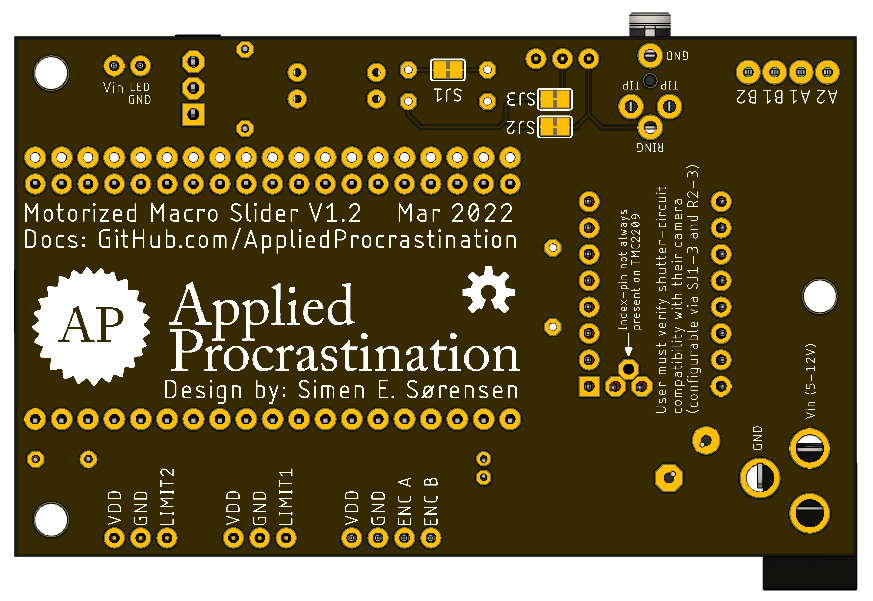 Vin
LED
GND
SJ1
SJ3
SJ2
GND
TIP
TIP
RING
B2
B1
A1
A2
Motorized Macro Slider V1.2
Mar 2022
Docs: GitHub.com/AppliedProcrastination
AP
Applied
Procrastination
Design by: Simen E. Sørensen
Index-pin not always
present on TMC2209
User must verify shutter-circuit
compatibility with their camera
(configurable via SJ1-3 and R2-3)
Vin (5-12V)
GND
VDD
GND
LIMIT2
VDD
GND
LIMIT1
VDD
GND
ENC A
ENC B